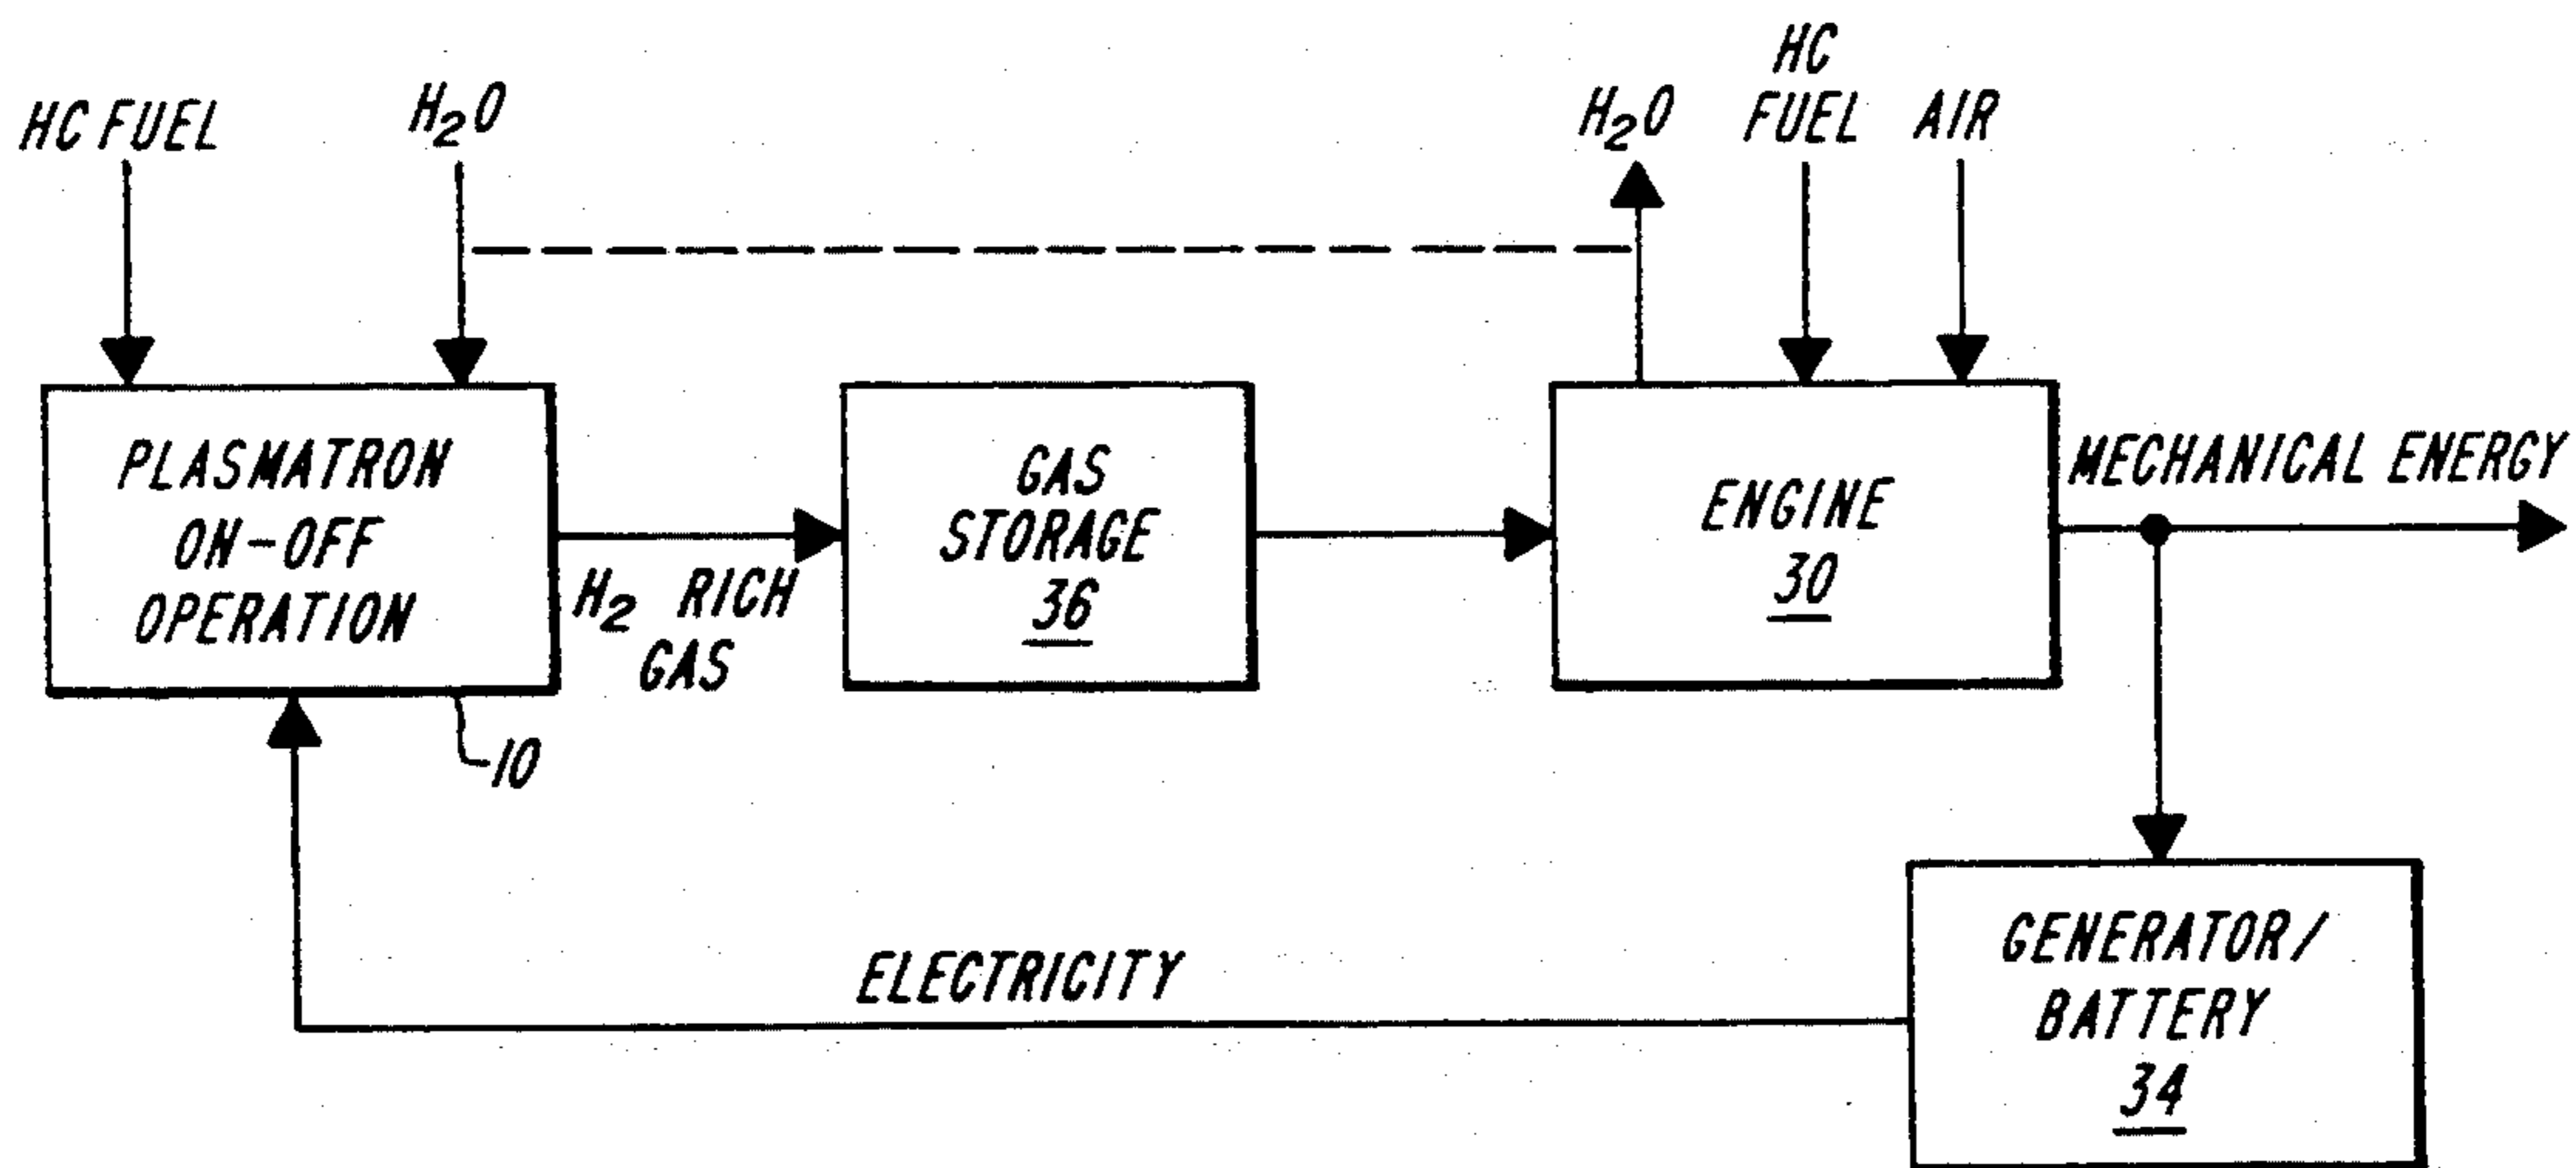 HC FUEL
H2O
H2O
HC
FUEL
AIR
PLASMATRON
ON-OFF
OPERATION
10
H2 RICH
GAS
GAS
STORAGE
36
ENGINE
30
MECHANICAL ENERGY
ELECTRICITY
GENERATOR/
BATTERY
34